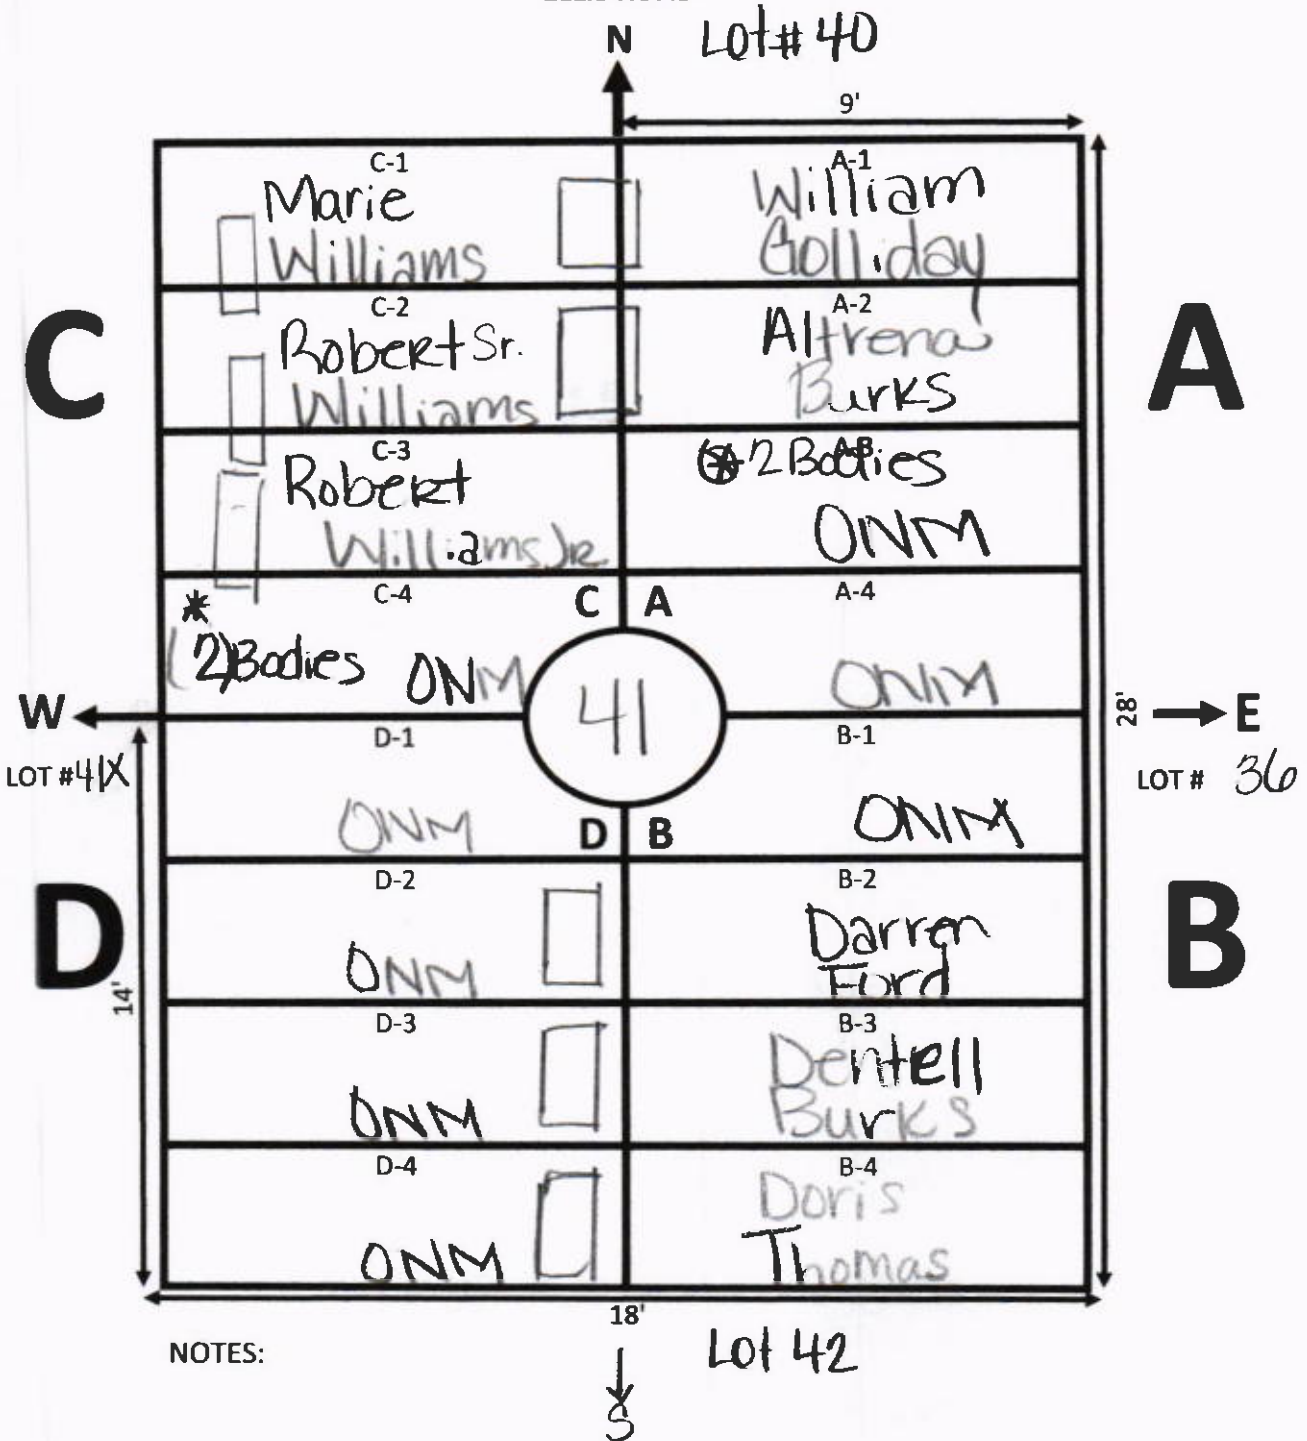 N Lot# 40
9'
C-1 A-1
Marie William
Williams Golliday
C-2 A-2
Robert Sr. Altrena
Williams Burks
C A
C-3
Robert 2 Bodies
Williams Jr. ONM
C-4 C A A-4
*
(2) Bodies ONM ONM
W 41 28' E
D-1 B-1
LOT #41X LOT # 36
ONM D B ONM
D-2 B-2
D B
Darren
ONM Ford
14'
D-3 B-3
Dentell
ONM Burks
D-4 B-4
Doris
ONM Thomas
18'
NOTES: Lot 42
S